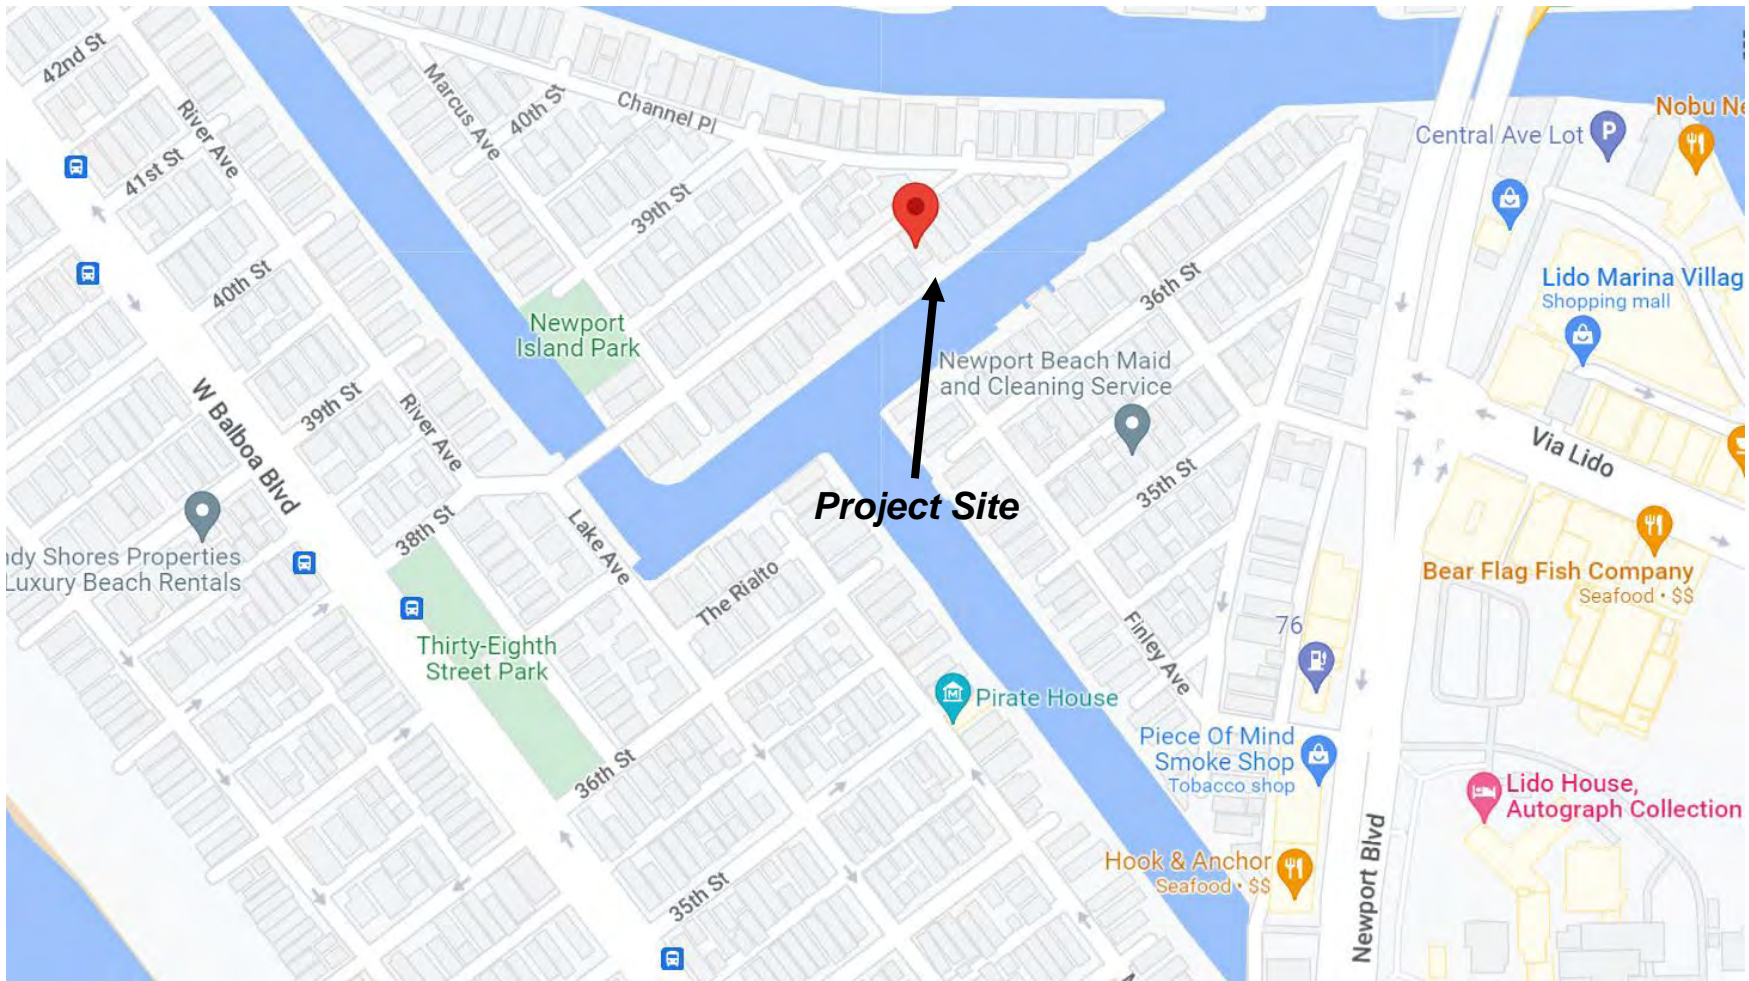 42nd St
River Ave
41st St
40th St
Marcus Ave
40th St
Channel Pl
39th St
Central Ave Lot
P
Nobu Ne
Lido Marina Villag
Shopping mall
36th St
Newport
Island Park
Newport Beach Maid
and Cleaning Service
W Balboa Blvd
39th St
River Ave
Via Lido
35th St
Project Site
38th St
Lake Ave
ndy Shores Properties
Luxury Beach Rentals
The Rialto
Bear Flag Fish Company
Seafood • $$
Thirty-Eighth
Street Park
Finley Ave
76
Pirate House
Piece Of Mind
Smoke Shop
Tobacco shop
36th St
Lido House,
Autograph Collection
Hook & Anchor
Seafood • $$
Newport Blvd
35th St